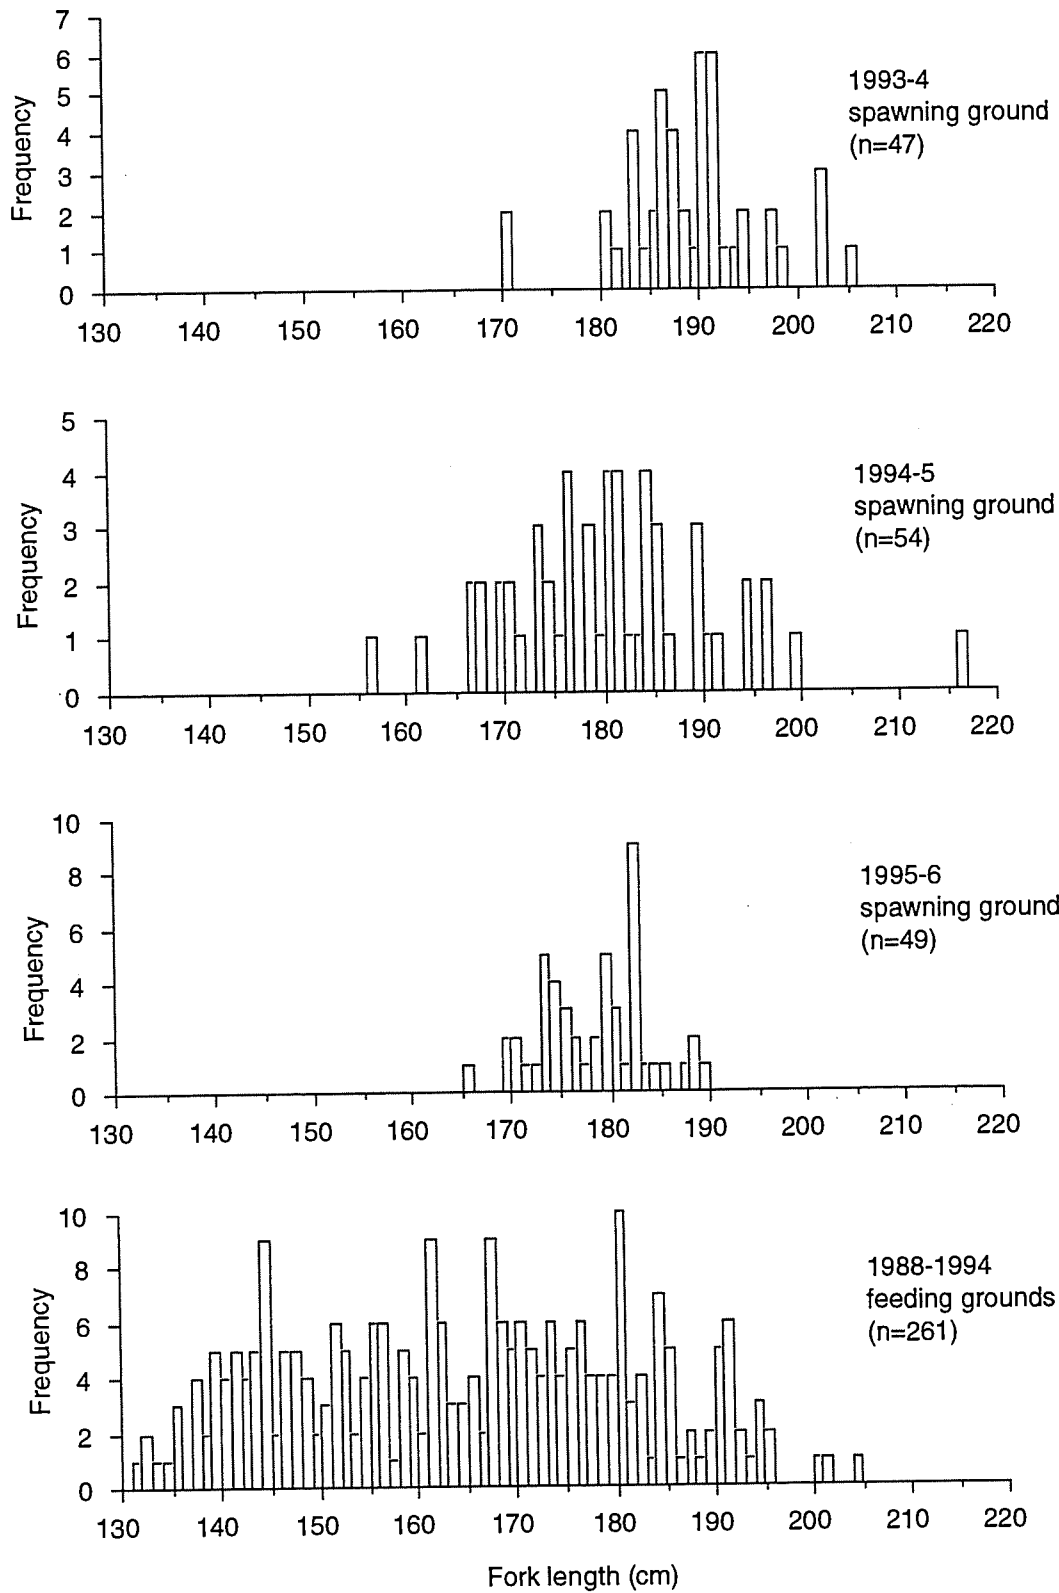 7
6
5
4
3
2
1
0
Frequency
1993-4
spawning ground
(n=47)
130 140 150 160 170 180 190 200 210 220
5
4
3
2
1
0
Frequency
1994-5
spawning ground
(n=54)
130 140 150 160 170 180 190 200 210 220
10
8
6
4
2
0
Frequency
1995-6
spawning ground
(n=49)
130 140 150 160 170 180 190 200 210 220
10
8
6
4
2
0
Frequency
1988-1994
feeding grounds
(n=261)
130 140 150 160 170 180 190 200 210 220
Fork length (cm)